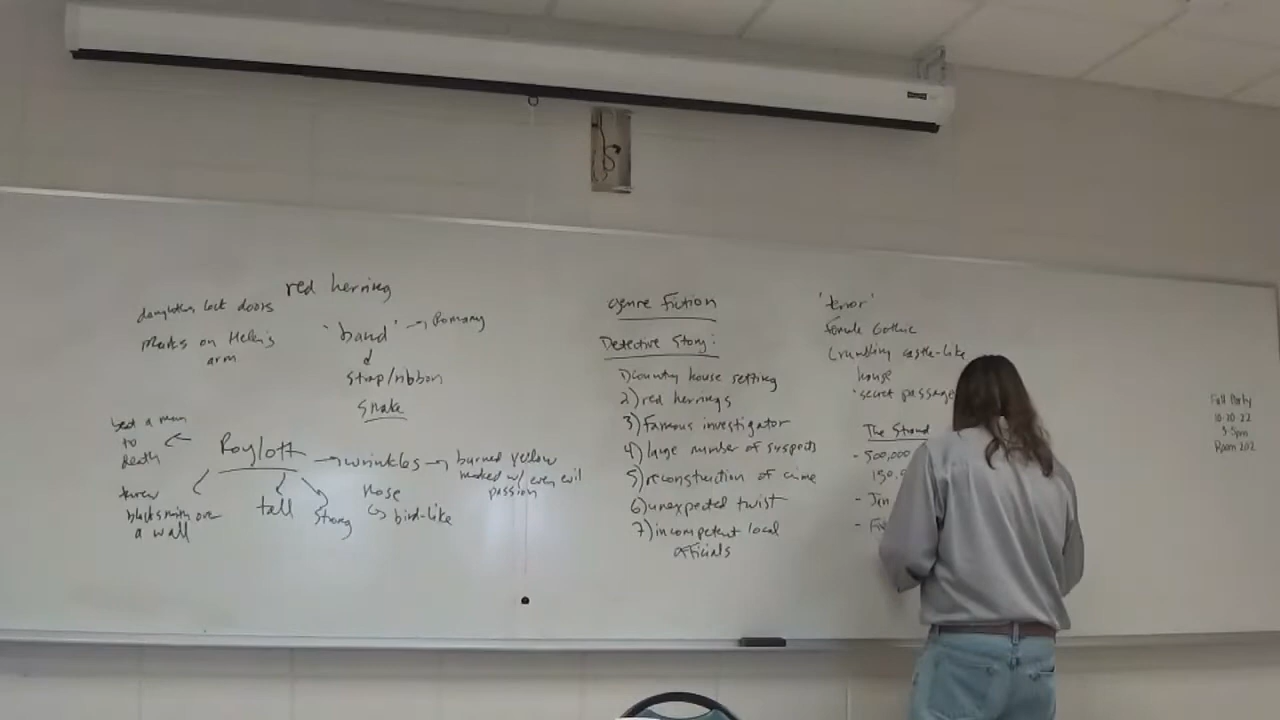 red herring
daughters lock doors
marks on Helen's
arm
'band' → Romany
strap/ribbon
snake
beat a man
to
death
Roylott
wrinkles → burned yellow
marked w/ every evil
passion
threw
blacksmith over
a wall
tall
strong
Nose
bird-like
genre fiction
Detective Story:
1) country house setting
2) red herrings
3) famous investigator
4) large number of suspects
5) reconstruction of crime
6) unexpected twist
7) incompetent local
officials
'terror'
Female Gothic
Crumbling castle-like
house
secret passage
The Strand
- 500,000
Fall Party
10.20.22
3-5pm
Room 202